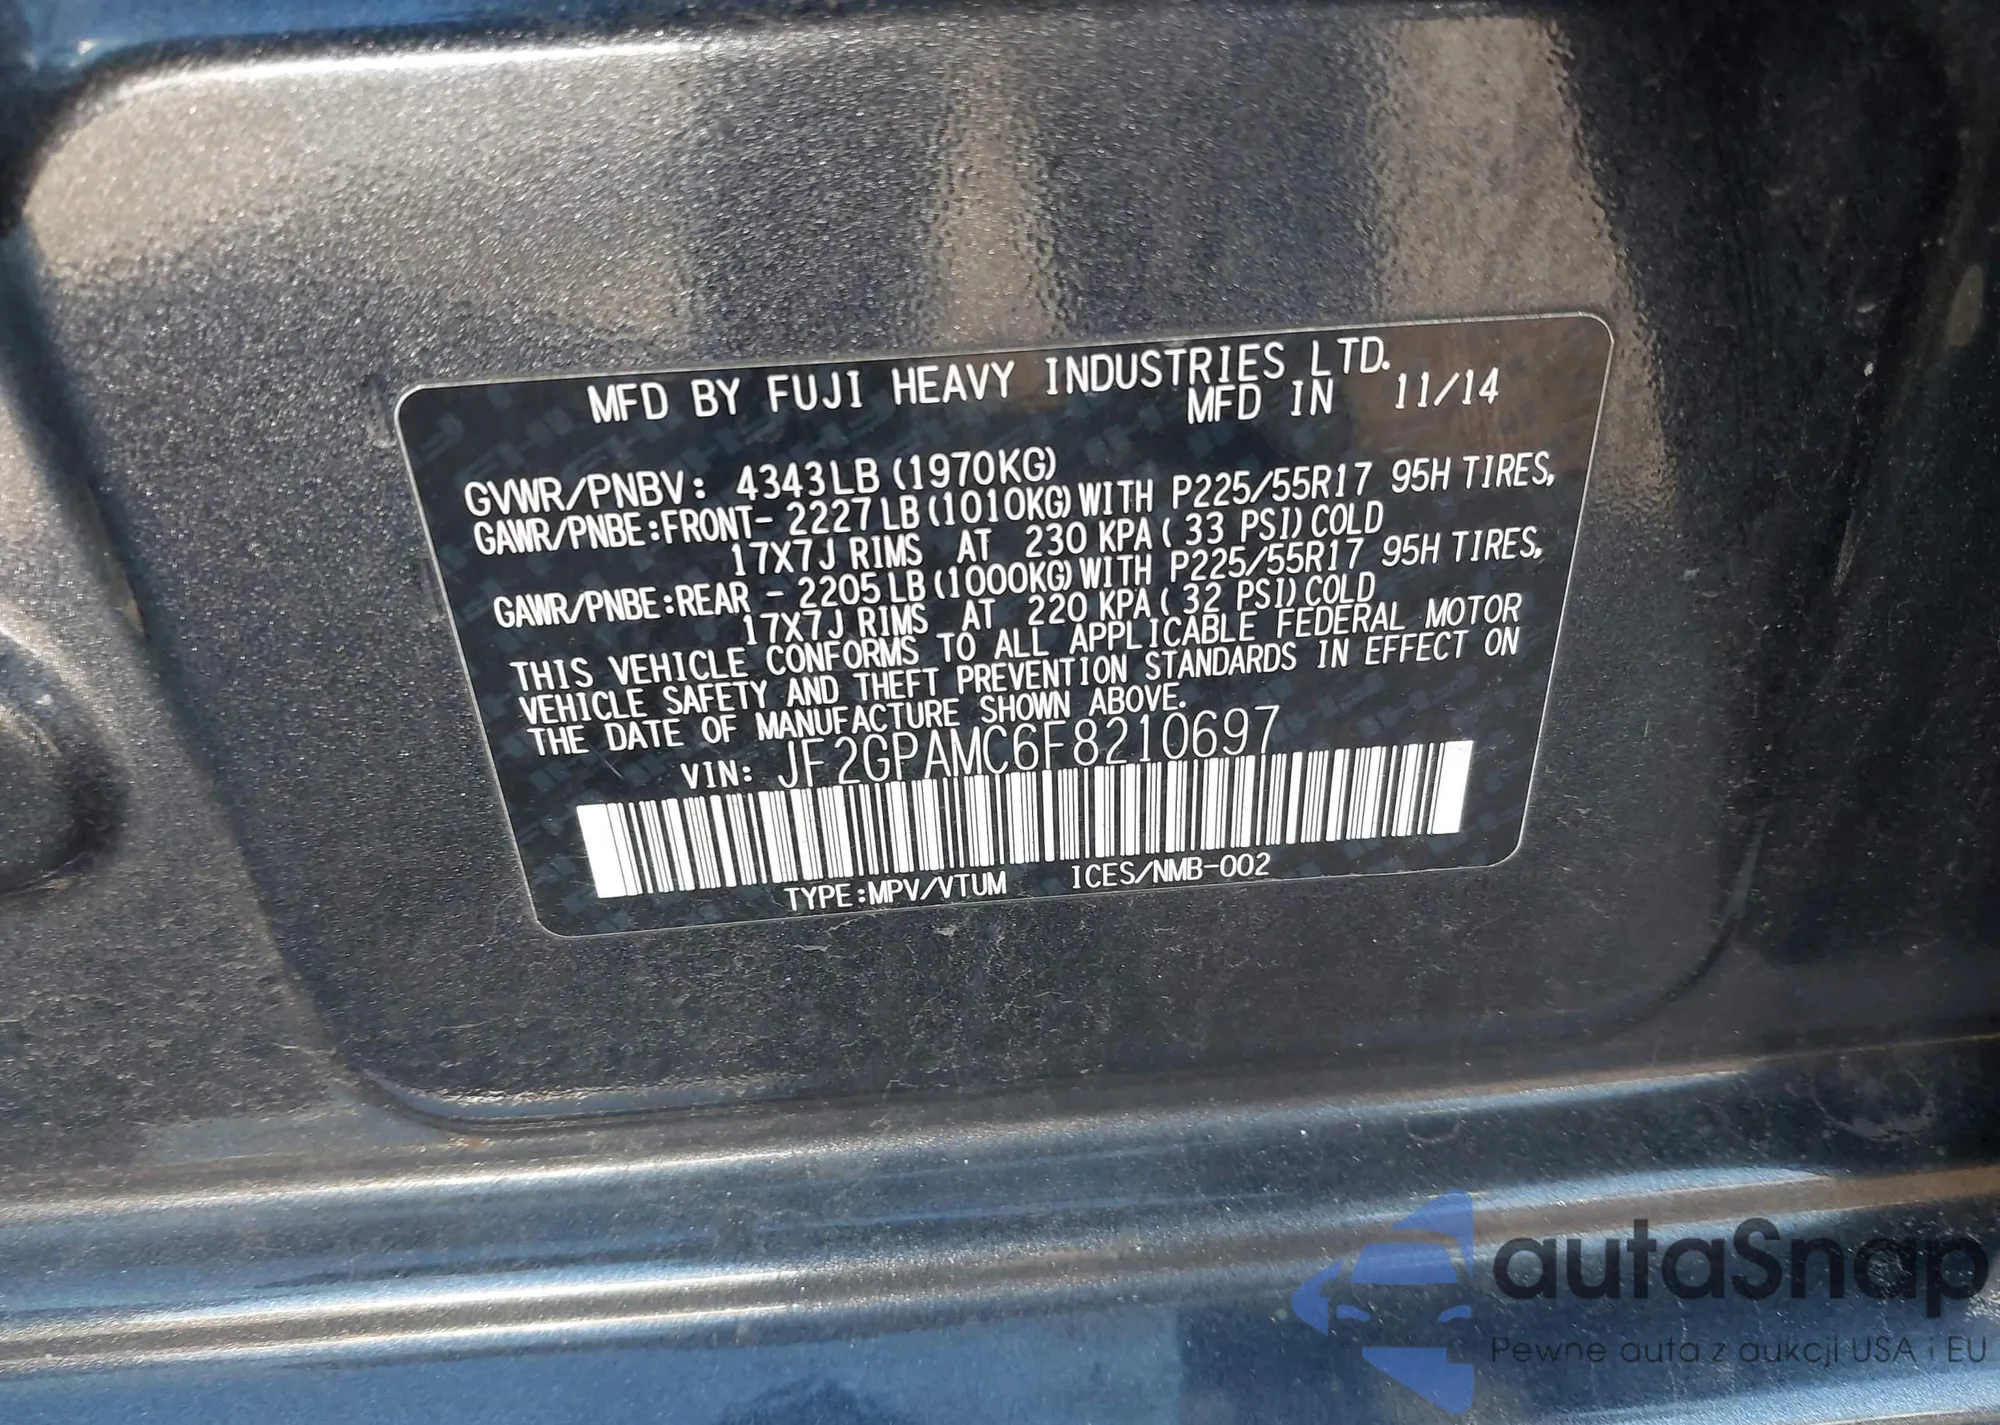 MFD BY FUJI HEAVY INDUSTRIES LTD.
MFD IN 11/14
GVWR/PNBV: 4343LB (1970KG)
GAWR/PNBE:FRONT- 2227LB (1010KG) WITH P225/55R17 95H TIRES,
17X7J RIMS AT 230 KPA ( 33 PSI) COLD
GAWR/PNBE:REAR - 2205LB (1000KG) WITH P225/55R17 95H TIRES,
17X7J RIMS AT 220 KPA ( 32 PSI) COLD
THIS VEHICLE CONFORMS TO ALL APPLICABLE FEDERAL MOTOR
VEHICLE SAFETY AND THEFT PREVENTION STANDARDS IN EFFECT ON
THE DATE OF MANUFACTURE SHOWN ABOVE.
VIN: JF2GPAMC6F8210697
TYPE:MPV/VTUM ICES/NMB-002
autaSnap
Pewne auta z aukcji USA i EU